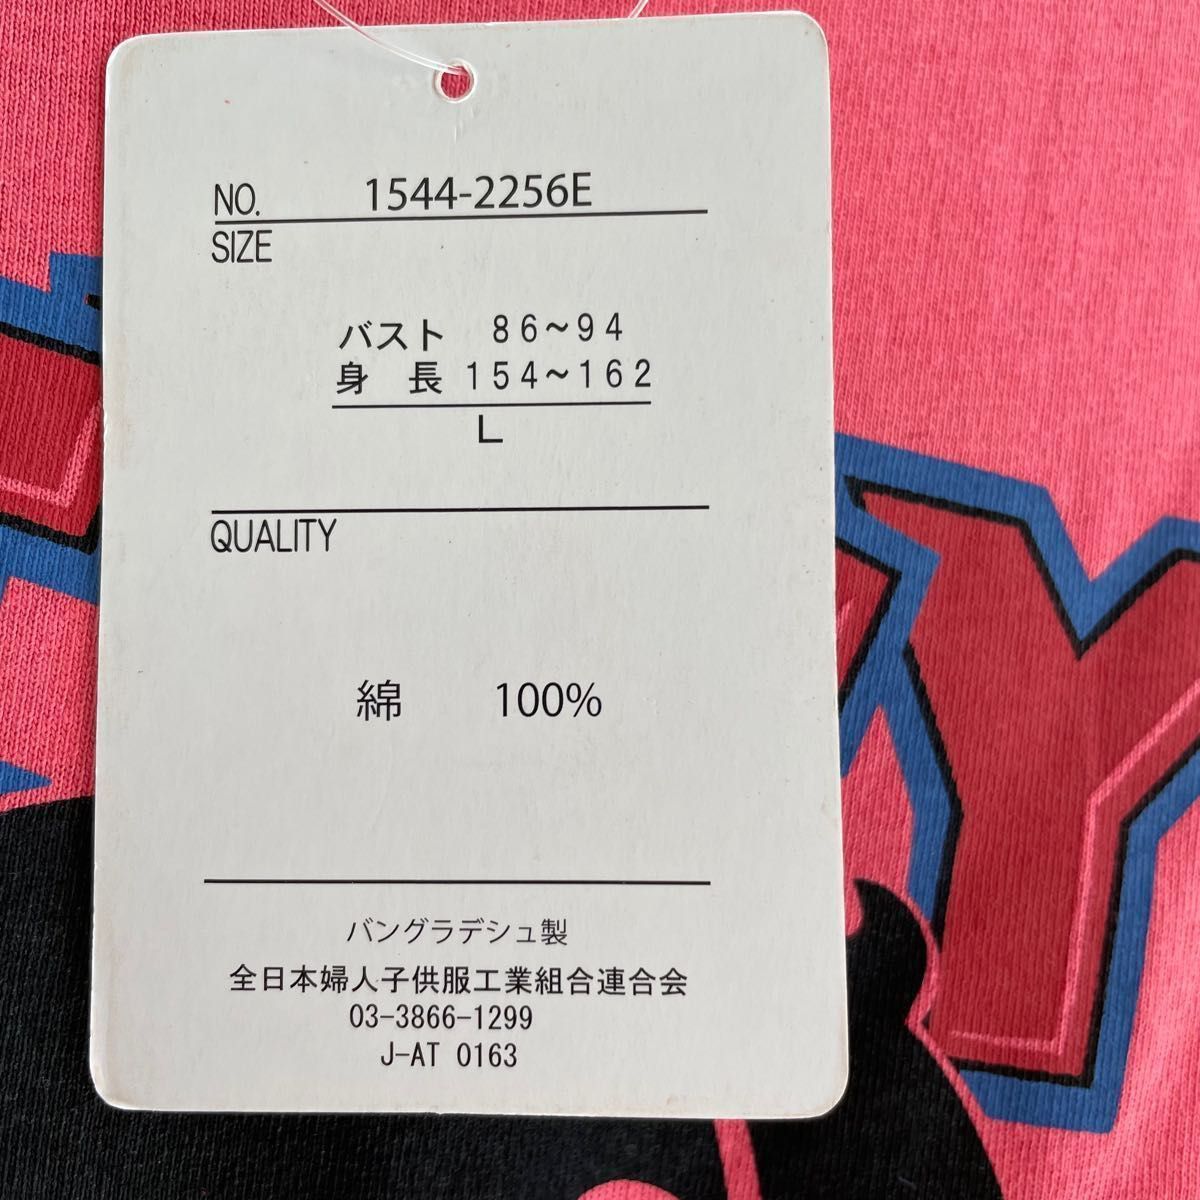 NO. 1544-2256E
SIZE
バスト 86~94
身 長 154~162
L
QUALITY
綿 100%
バングラデシュ製
全日本婦人子供服工業組合連合会
03-3866-1299
J-AT 0163
Y